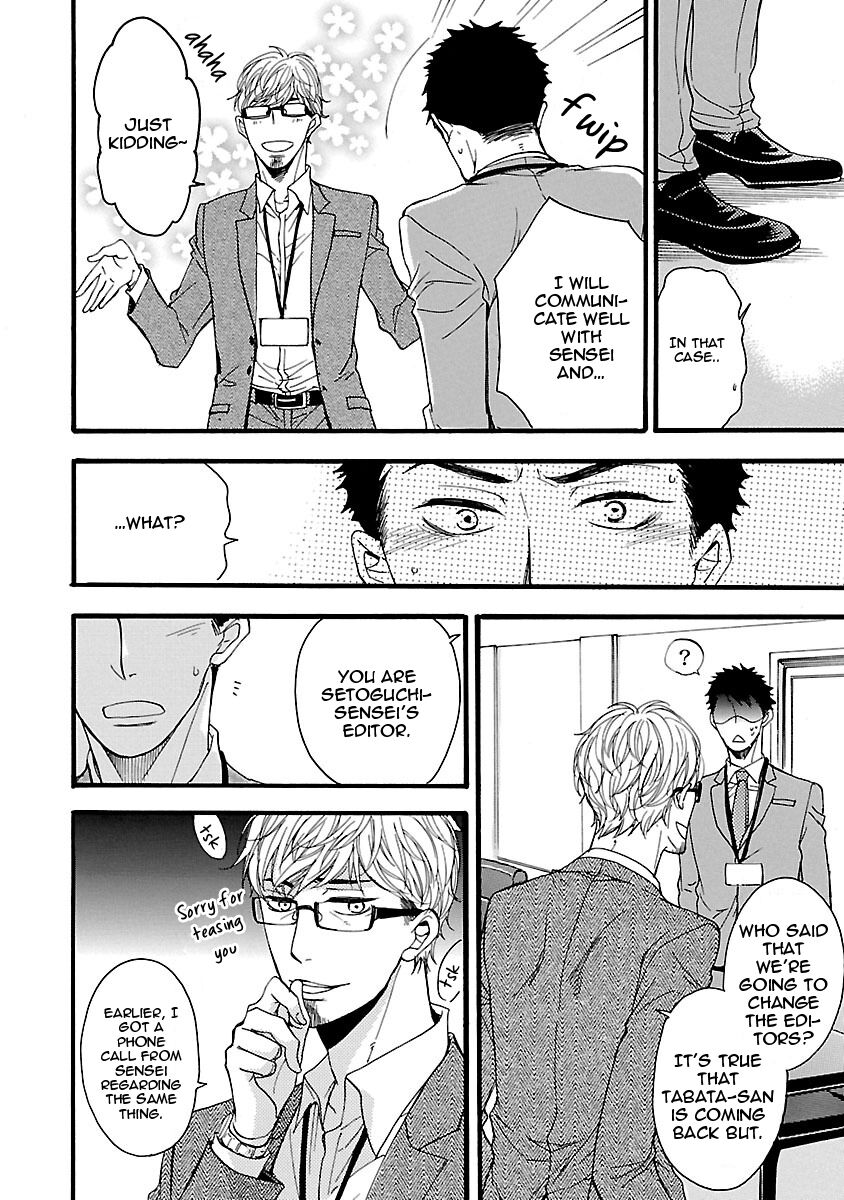 IN THAT
CASE..
I WILL
COMMUNI-
CATE WELL
WITH
SENSEI
AND...
fwip
JUST
KIDDING~
ahaha
...WHAT?
?
WHO SAID
THAT
WE'RE
GOING TO
CHANGE
THE EDI-
TORS?
IT'S TRUE
THAT
TABATA-SAN
IS COMING
BACK BUT.
YOU ARE
SETOGUCHI-
SENSEI'S
EDITOR.
tsk
Sorry for
teasing
you
tsk
EARLIER, I
GOT A
PHONE
CALL FROM
SENSEI
REGARDING
THE SAME
THING.